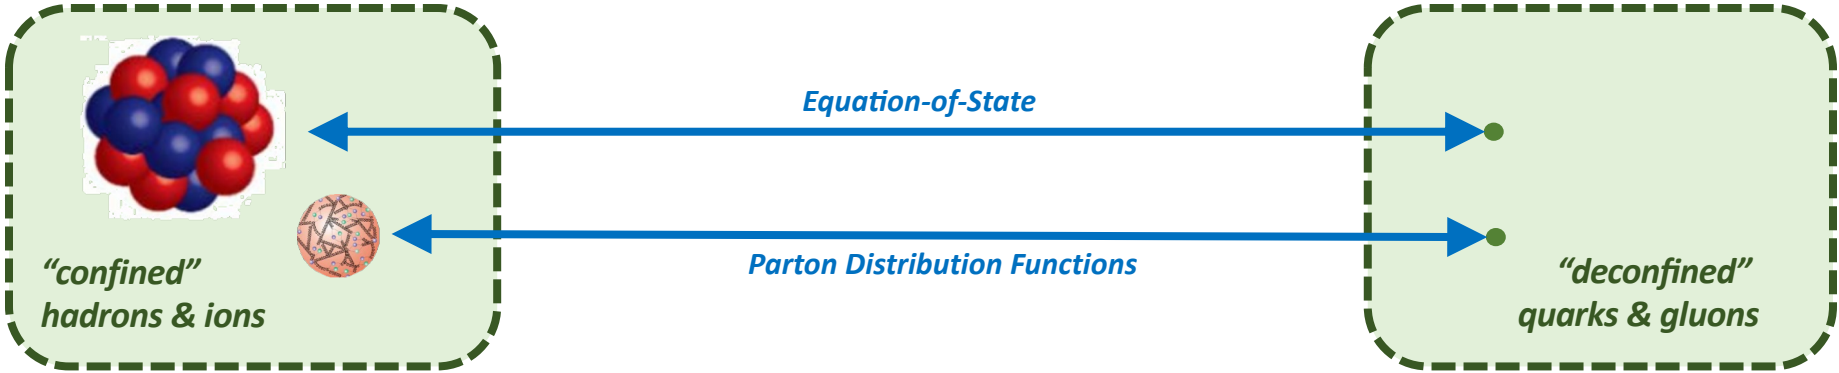 Equation-of-State
Parton Distribution Functions
“confined”
hadrons & ions
“deconfined”
quarks & gluons